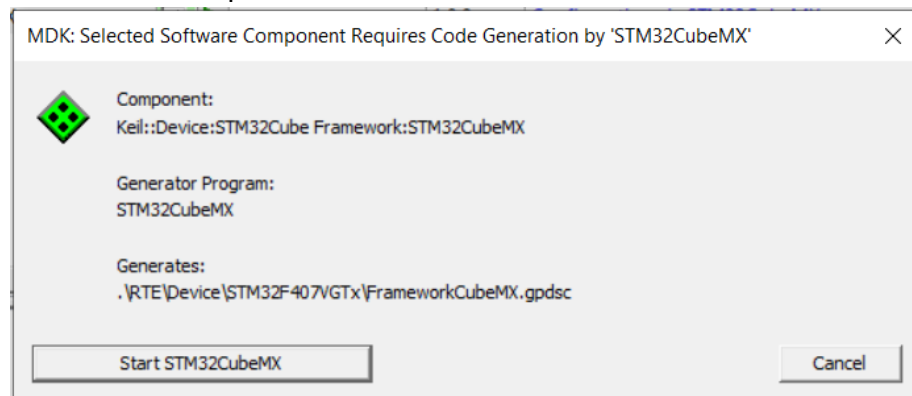 MDK: Selected Software Component Requires Code Generation by 'STM32CubeMX'
Component:
Keil::Device:STM32Cube Framework:STM32CubeMX
Generator Program:
STM32CubeMX
Generates:
.\RTE\Device\STM32F407VGTx\FrameworkCubeMX.gpdsc
Start STM32CubeMX
Cancel